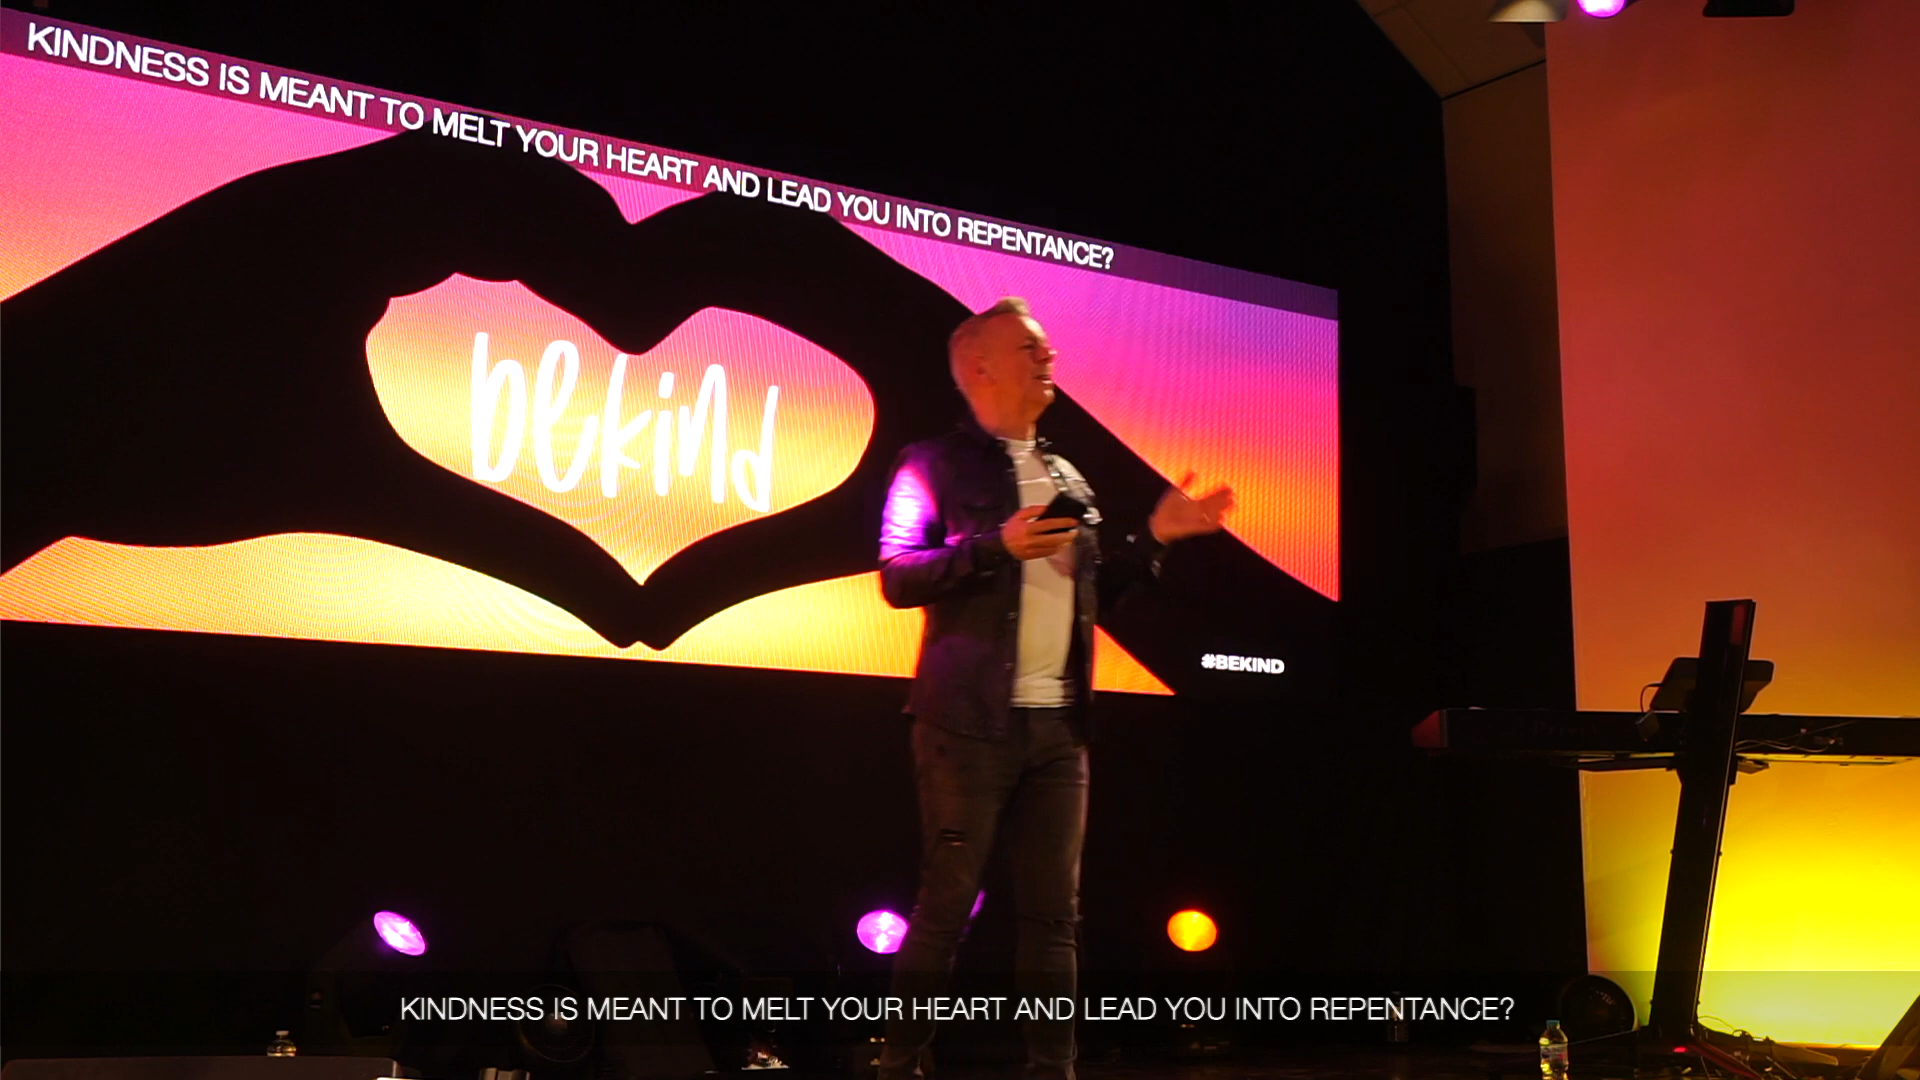 KINDNESS IS MEANT TO MELT YOUR HEART AND LEAD YOU INTO REPENTANCE?
bekind
#BEKIND
KINDNESS IS MEANT TO MELT YOUR HEART AND LEAD YOU INTO REPENTANCE?